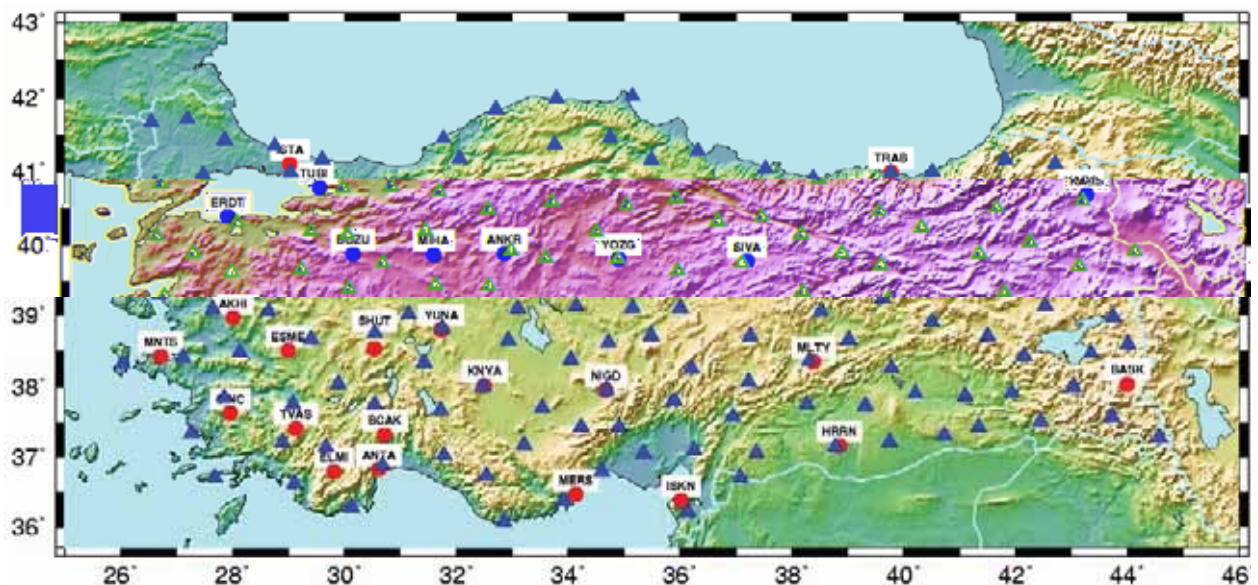 43°
42°
41°
40°
39°
38°
37°
36°
ISTA
TUBI
TRAB
ERDT
BOZU
MIHA
ANKR
YOZG
SIVA
AKHI
YUNA
SHUT
ESME
MNTS
MLTY
KNYA
NIGD
BASK
TVAS
BCAK
HRRN
ELMI
ANTA
MERS
ISKN
26°
28°
30°
32°
34°
36°
38°
40°
42°
44°
46°